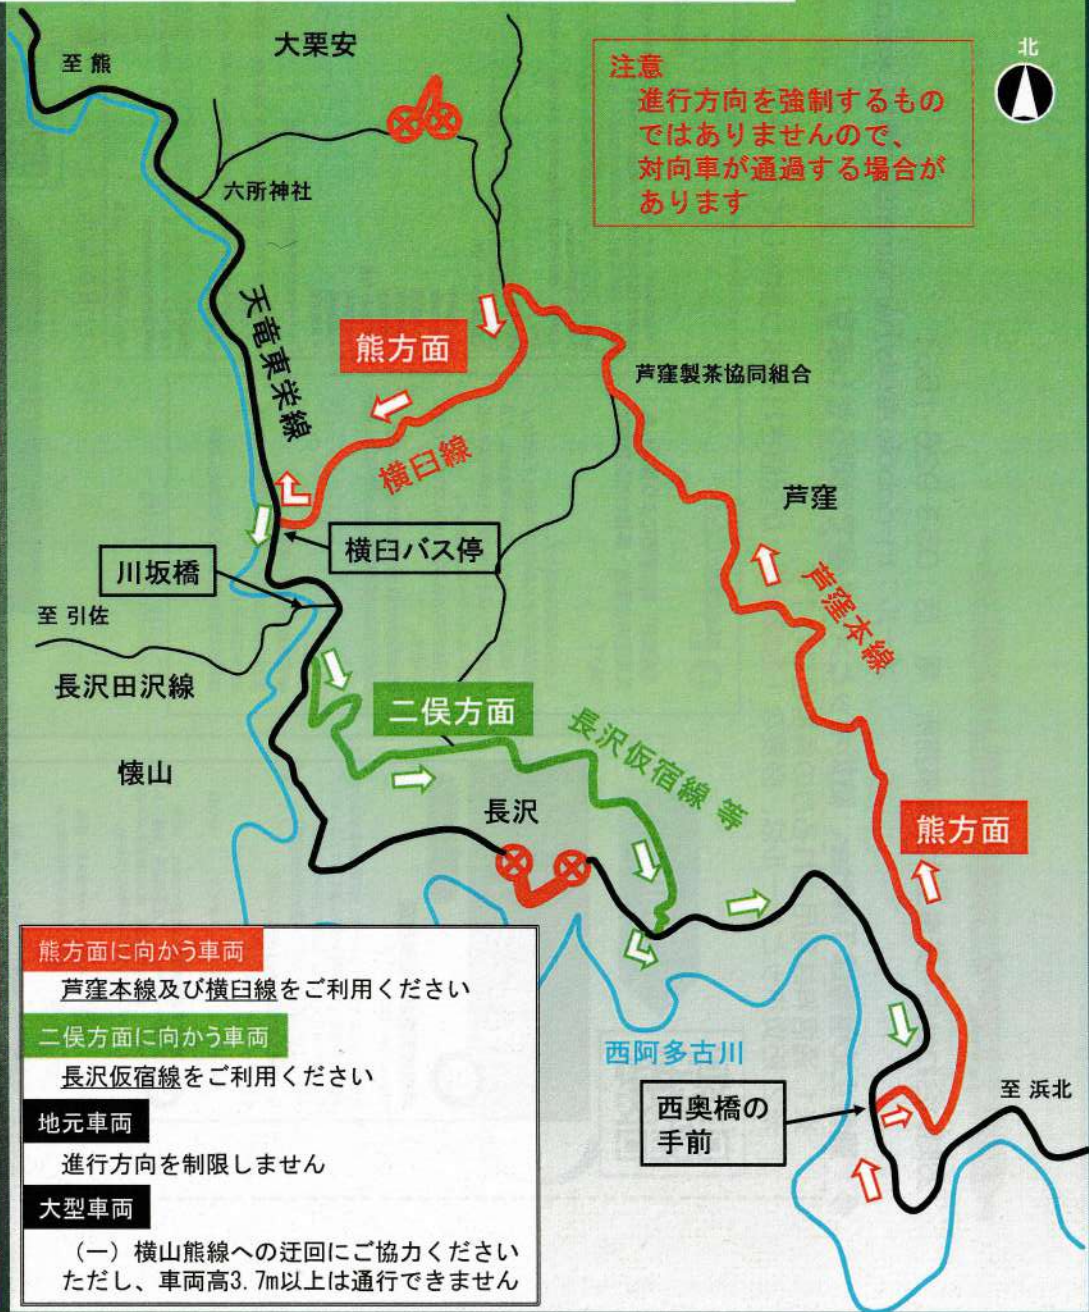 至 熊
大栗安
北
注意
進行方向を強制するもの
ではありませんので、
対向車が通過する場合が
あります
六所神社
天竜東栄線
熊方面
芦窪製茶協同組合
横臼線
芦窪
横臼バス停
川坂橋
至 引佐
芦窪本線
長沢田沢線
二俣方面
長沢仮宿線 等
懐山
長沢
熊方面
熊方面に向かう車両
芦窪本線及び横臼線をご利用ください
二俣方面に向かう車両
長沢仮宿線をご利用ください
地元車両
進行方向を制限しません
大型車両
（一）横山熊線への迂回にご協力ください
ただし、車両高3.7m以上は通行できません
西阿多古川
西奥橋の
手前
至 浜北